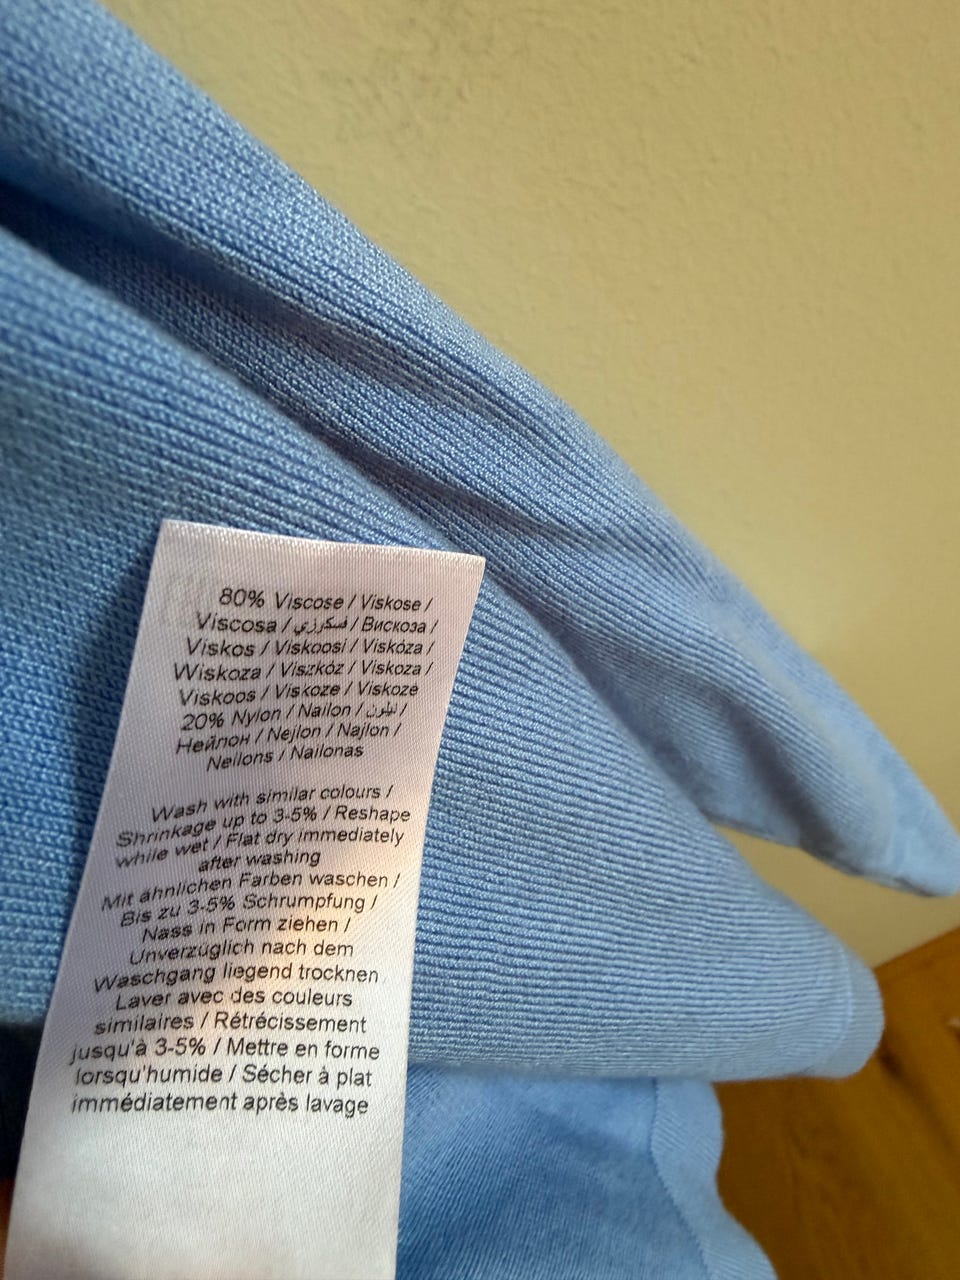 80% Viscose / Viskose /
Viscosa / فسكرزي / Вискоза /
Viskos / Viskoosi / Viskóza /
Wiskoza / Viszkóz / Viskoza /
Viskoos / Viskoze / Viskozė
20% Nylon / Nailon / نيلون /
Нейлон / Nejlon / Najlon /
Neilons / Nailonas
Wash with similar colours /
Shrinkage up to 3-5% / Reshape
while wet / Flat dry immediately
after washing
Mit ähnlichen Farben waschen /
Bis zu 3-5% Schrumpfung /
Nass in Form ziehen /
Unverzüglich nach dem
Waschgang liegend trocknen
Laver avec des couleurs
similaires / Rétrécissement
jusqu'à 3-5% / Mettre en forme
lorsqu'humide / Sécher à plat
immédiatement après lavage